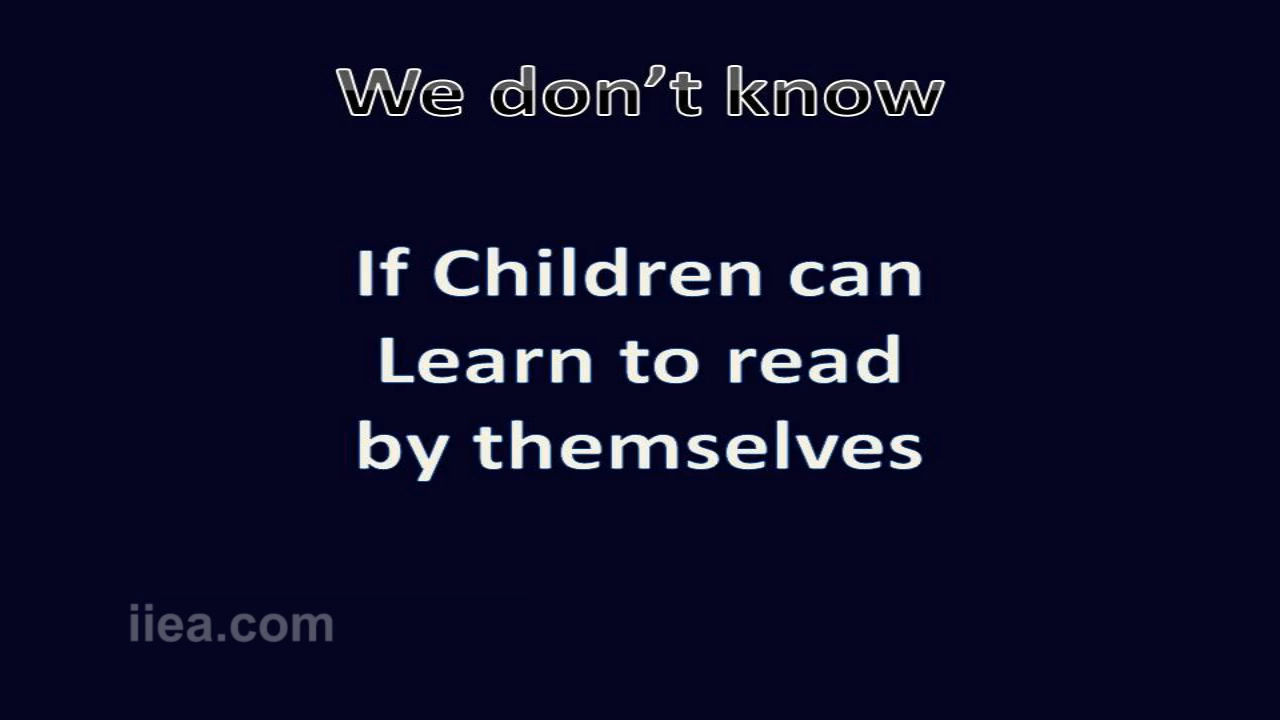 We don’t know
If Children can
Learn to read
by themselves
iiea.com